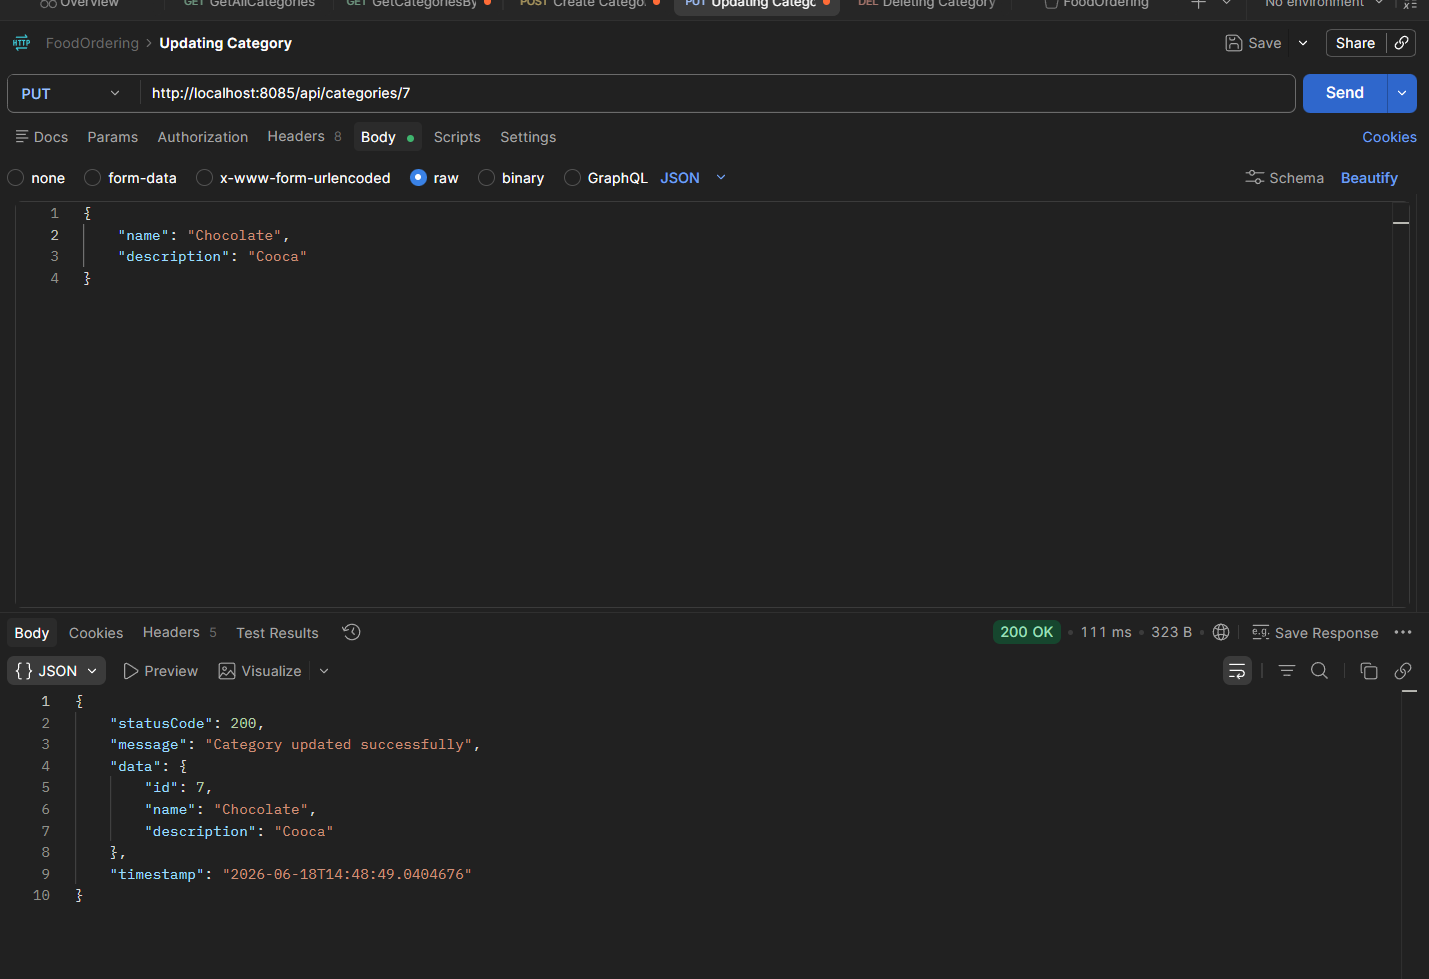 Overview GET GetAllCategories GET GetCategoriesBy POST Create Catego PUT Updating Catego DEL Deleting Category FoodOrdering No environment
HTTP FoodOrdering > Updating Category Save Share
PUT http://localhost:8085/api/categories/7 Send
Docs Params Authorization Headers 8 Body Scripts Settings Cookies
none form-data x-www-form-urlencoded raw binary GraphQL JSON Schema Beautify
1 {
2 "name": "Chocolate",
3 "description": "Cooca"
4 }
Body Cookies Headers 5 Test Results 200 OK • 111 ms • 323 B • e.g. Save Response
{} JSON Preview Visualize
1 {
2 "statusCode": 200,
3 "message": "Category updated successfully",
4 "data": {
5 "id": 7,
6 "name": "Chocolate",
7 "description": "Cooca"
8 },
9 "timestamp": "2026-06-18T14:48:49.0404676"
10 }